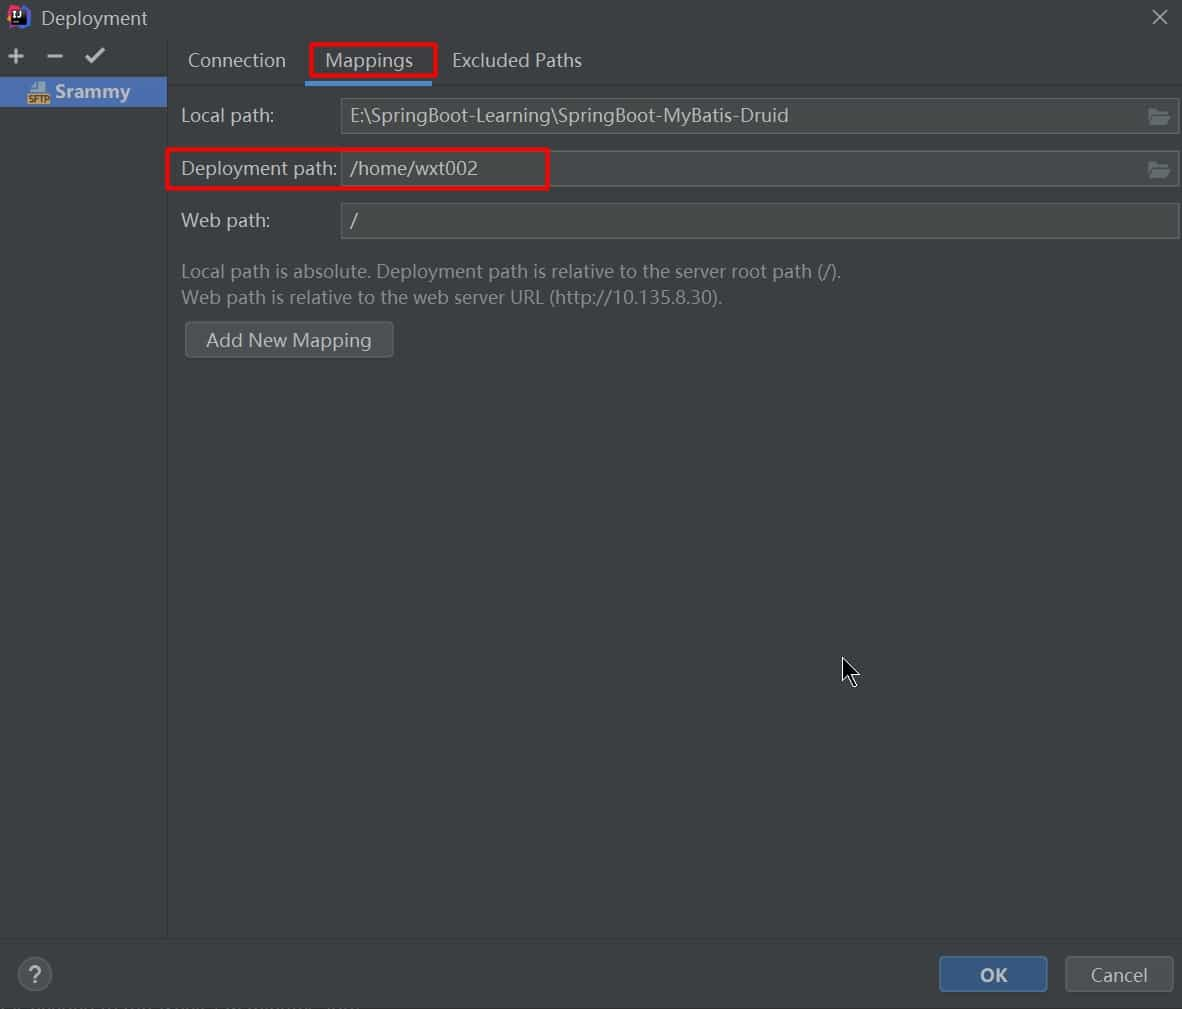 Deployment
Connection Mappings Excluded Paths
SFTP Srammy
Local path: E:\SpringBoot-Learning\SpringBoot-MyBatis-Druid
Deployment path: /home/wxt002
Web path: /
Local path is absolute. Deployment path is relative to the server root path (/).
Web path is relative to the web server URL (http://10.135.8.30).
Add New Mapping
? OK Cancel